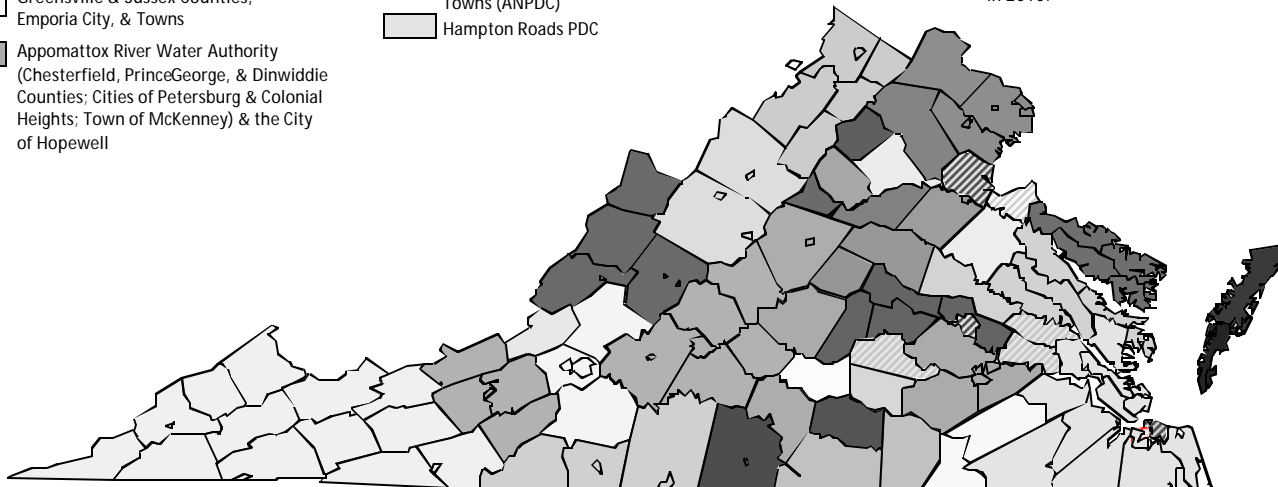 Greensville & Sussex Counties,
Emporia City, & Towns
Appomattox River Water Authority
(Chesterfield, PrinceGeorge, & Dinwiddie
Counties; Cities of Petersburg & Colonial
Heights; Town of McKenney) & the City
of Hopewell
Towns (ANPDC)
Hampton Roads PDC
in 2010.